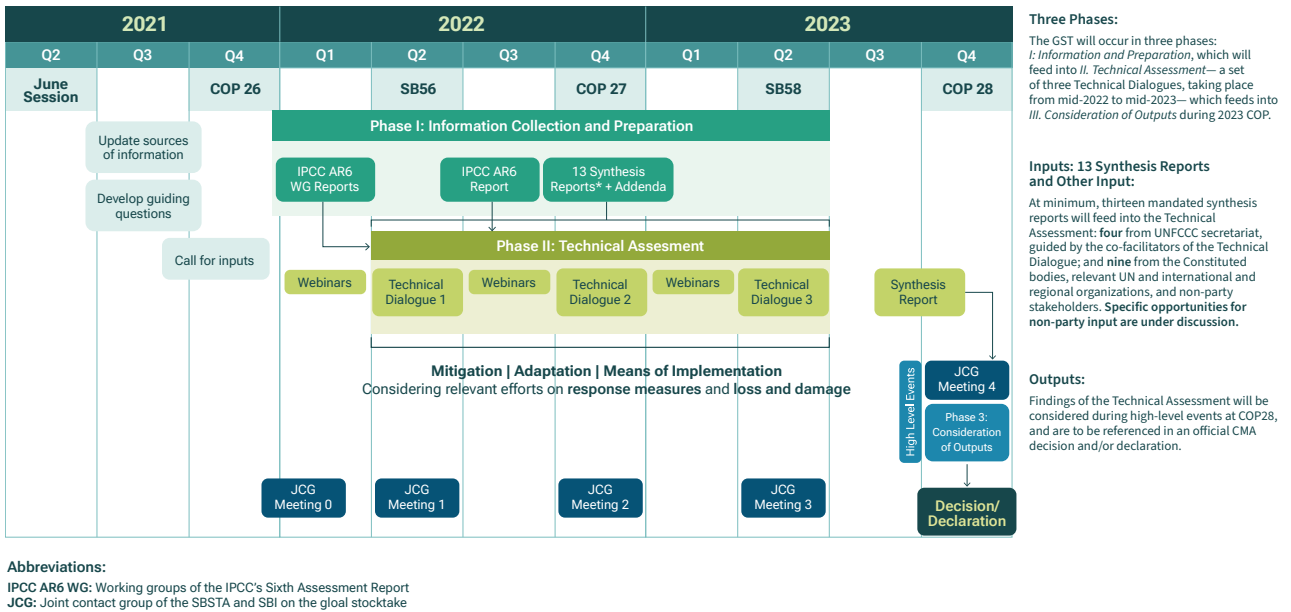 2021
2022
2023
Q2
Q3
Q4
Q1
Q2
Q3
Q4
Q1
Q2
Q3
Q4
June
Session
COP 26
SB56
COP 27
SB58
COP 28
Phase I: Information Collection and Preparation
Update sources
of information
Develop guiding
questions
Call for inputs
IPCC AR6
WG Reports
IPCC AR6
Report
13 Synthesis
Reports* + Addenda
Phase II: Technical Assesment
Webinars
Technical
Dialogue 1
Webinars
Technical
Dialogue 2
Webinars
Technical
Dialogue 3
Synthesis
Report
Mitigation | Adaptation | Means of Implementation
Considering relevant efforts on response measures and loss and damage
High Level Events
JCG
Meeting 4
Phase 3:
Consideration
of Outputs
JCG
Meeting 0
JCG
Meeting 1
JCG
Meeting 2
JCG
Meeting 3
Decision/
Declaration
Three Phases:
The GST will occur in three phases:
I: Information and Preparation, which will
feed into II. Technical Assessment— a set
of three Technical Dialogues, taking place
from mid-2022 to mid-2023— which feeds into
III. Consideration of Outputs during 2023 COP.
Inputs: 13 Synthesis Reports
and Other Input:
At minimum, thirteen mandated synthesis
reports will feed into the Technical
Assessment: four from UNFCCC secretariat,
guided by the co-facilitators of the Technical
Dialogue; and nine from the Constituted
bodies, relevant UN and international and
regional organizations, and non-party
stakeholders. Specific opportunities for
non-party input are under discussion.
Outputs:
Findings of the Technical Assessment will be
considered during high-level events at COP28,
and are to be referenced in an official CMA
decision and/or declaration.
Abbreviations:
IPCC AR6 WG: Working groups of the IPCC's Sixth Assessment Report
JCG: Joint contact group of the SBSTA and SBI on the gloal stocktake